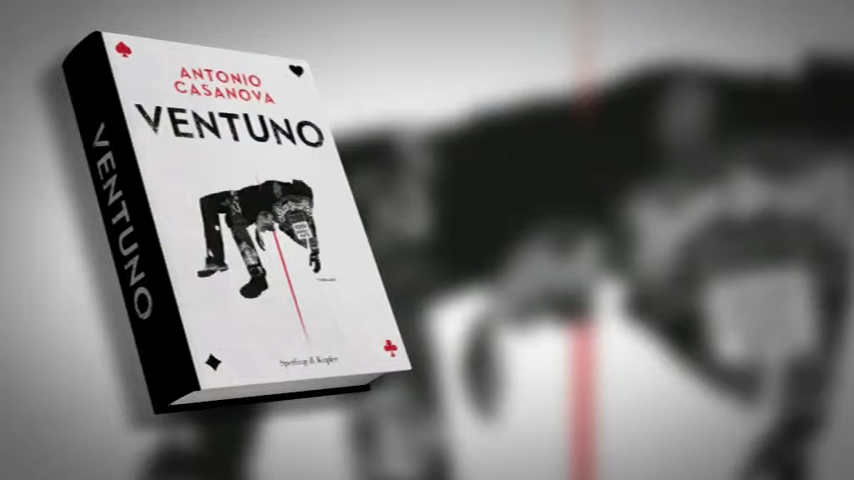 ANTONIO
CASANOVA
VENTUNO
Sperling & Kupfer
VENTUNO